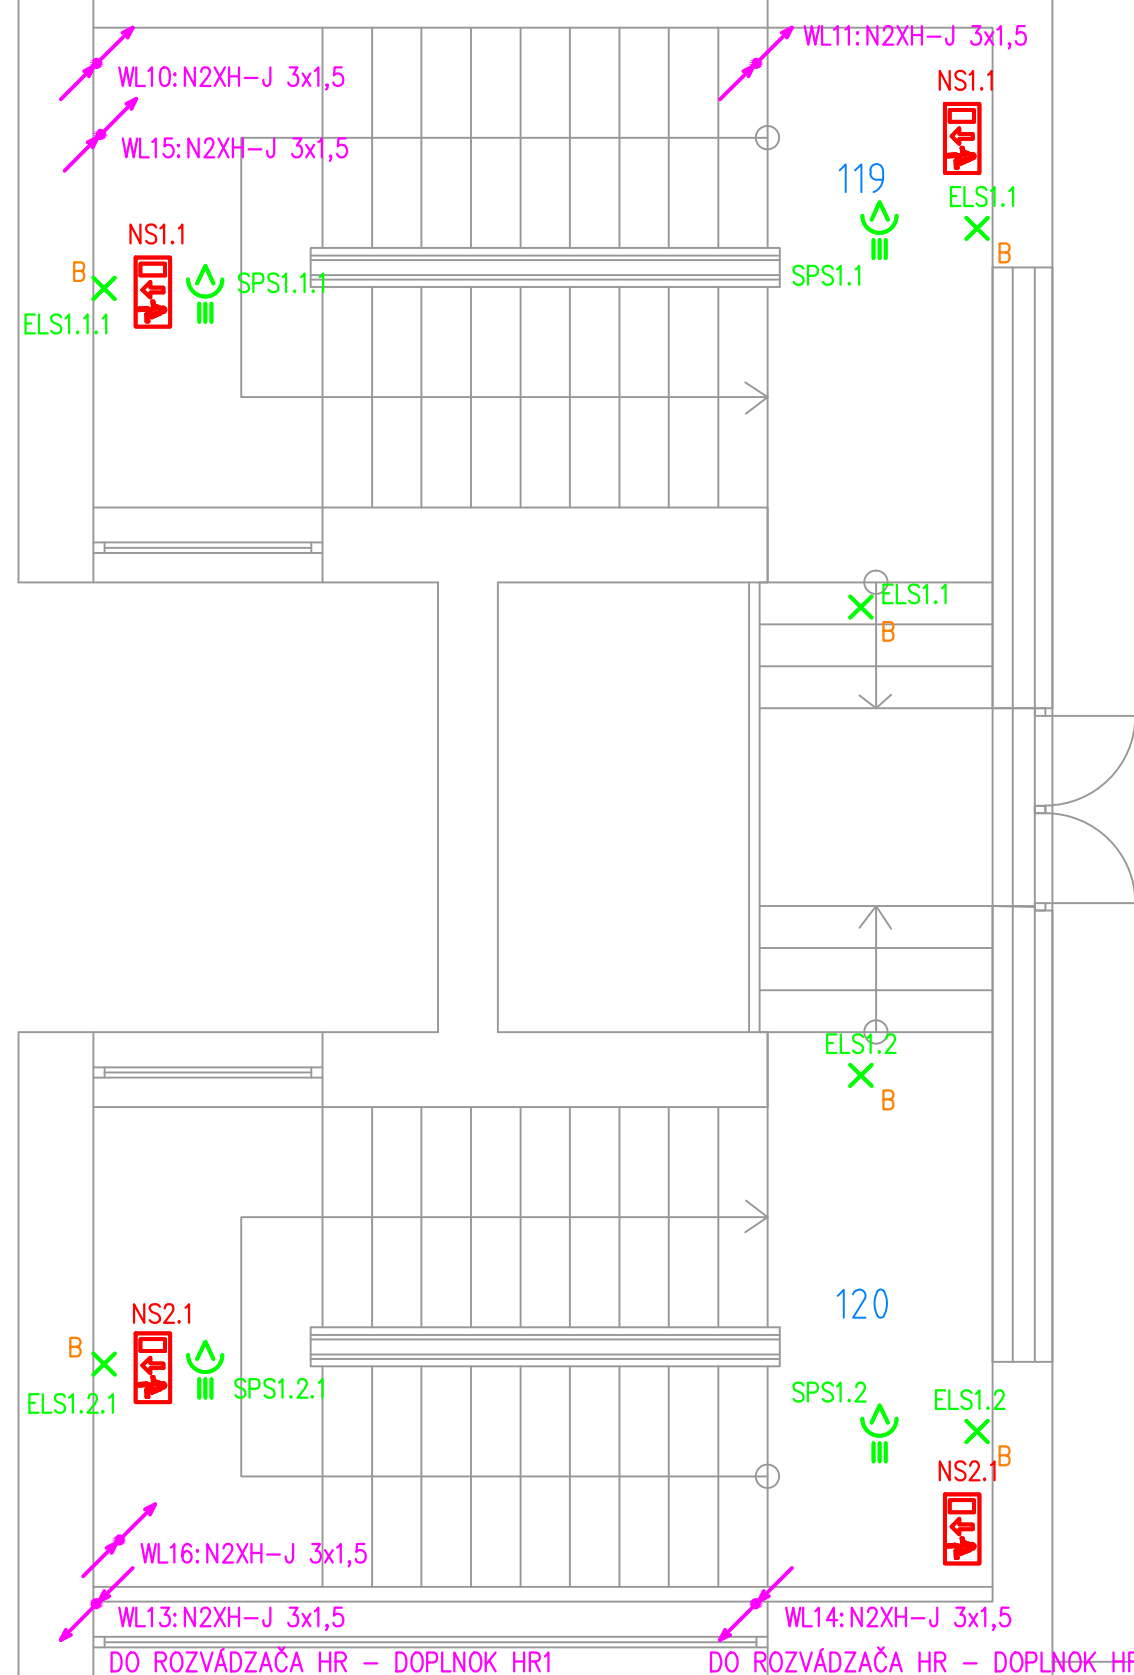 WL11:N2XH-J 3x1,5
WL10:N2XH-J 3x1,5
NS1.1
WL15:N2XH-J 3x1,5
119
ELS1.1
NS1.1
B
B
SPS1.1.1
SPS1.1
ELS1.1.1
ELS1.1
B
ELS1.2
B
120
NS2.1
B
SPS1.2.1
SPS1.2
ELS1.2
ELS1.2.1
B
NS2.1
WL16:N2XH-J 3x1,5
WL13:N2XH-J 3x1,5
WL14:N2XH-J 3x1,5
DO ROZVÁDZAČA HR - DOPLNOK HR1
DO ROZVÁDZAČA HR - DOPLNOK